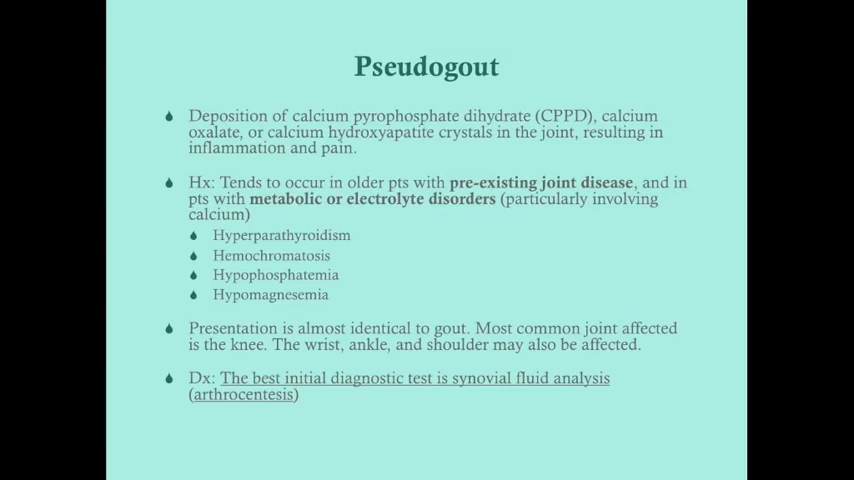 Pseudogout
Deposition of calcium pyrophosphate dihydrate (CPPD), calcium
oxalate, or calcium hydroxyapatite crystals in the joint, resulting in
inflammation and pain.
Hx: Tends to occur in older pts with pre-existing joint disease, and in
pts with metabolic or electrolyte disorders (particularly involving
calcium)
Hyperparathyroidism
Hemochromatosis
Hypophosphatemia
Hypomagnesemia
Presentation is almost identical to gout. Most common joint affected
is the knee. The wrist, ankle, and shoulder may also be affected.
Dx: The best initial diagnostic test is synovial fluid analysis
(arthrocentesis)